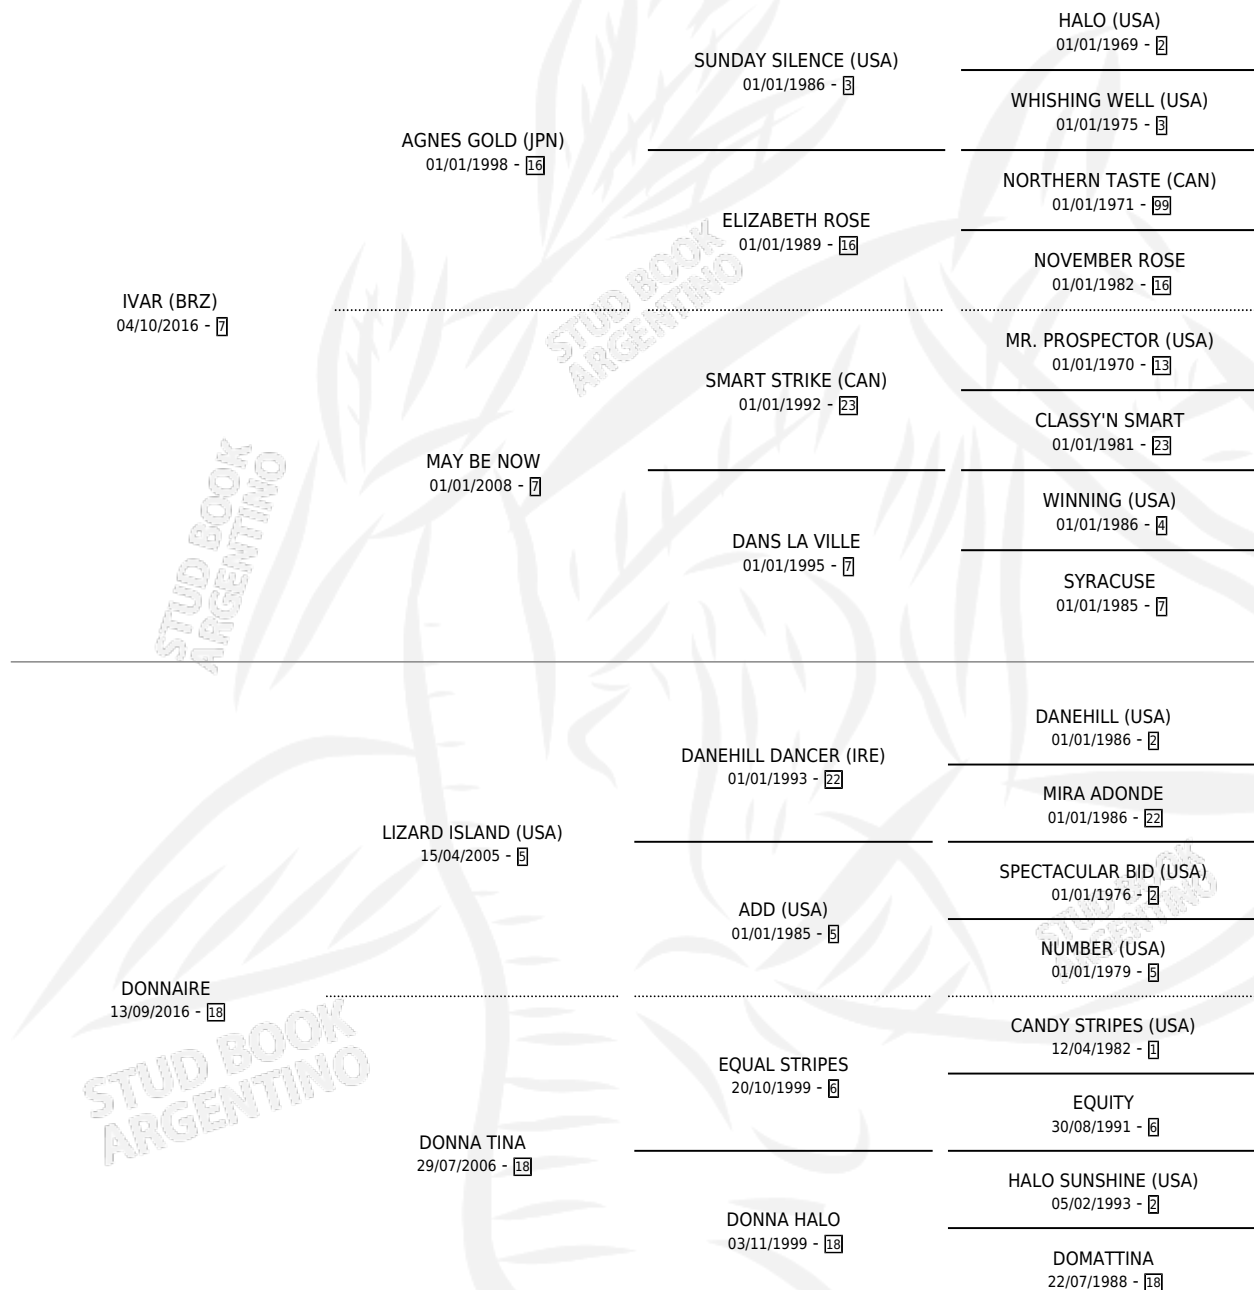 HALO (USA)
01/01/1969 - 2
SUNDAY SILENCE (USA)
01/01/1986 - 3
WHISHING WELL (USA)
01/01/1975 - 3
AGNES GOLD (JPN)
01/01/1998 - 16
NORTHERN TASTE (CAN)
01/01/1971 - 99
ELIZABETH ROSE
01/01/1989 - 16
NOVEMBER ROSE
01/01/1982 - 16
IVAR (BRZ)
04/10/2016 - 7
MR. PROSPECTOR (USA)
01/01/1970 - 13
SMART STRIKE (CAN)
01/01/1992 - 23
CLASSY'N SMART
01/01/1981 - 23
MAY BE NOW
01/01/2008 - 7
WINNING (USA)
01/01/1986 - 4
DANS LA VILLE
01/01/1995 - 7
SYRACUSE
01/01/1985 - 7
DANEHILL (USA)
01/01/1986 - 2
DANEHILL DANCER (IRE)
01/01/1993 - 22
MIRA ADONDE
01/01/1986 - 22
LIZARD ISLAND (USA)
15/04/2005 - 5
SPECTACULAR BID (USA)
01/01/1976 - 2
ADD (USA)
01/01/1985 - 5
NUMBER (USA)
01/01/1979 - 5
DONNAIRE
13/09/2016 - 18
CANDY STRIPES (USA)
12/04/1982 - 1
EQUAL STRIPES
20/10/1999 - 6
EQUITY
30/08/1991 - 6
DONNA TINA
29/07/2006 - 18
HALO SUNSHINE (USA)
05/02/1993 - 2
DONNA HALO
03/11/1999 - 18
DOMATTINA
22/07/1988 - 18
STUD BOOK
ARGENTINO
STUD BOOK
ARGENTINO
STUD BOOK
ARGENTINO
STUD BOOK
ARGENTINO